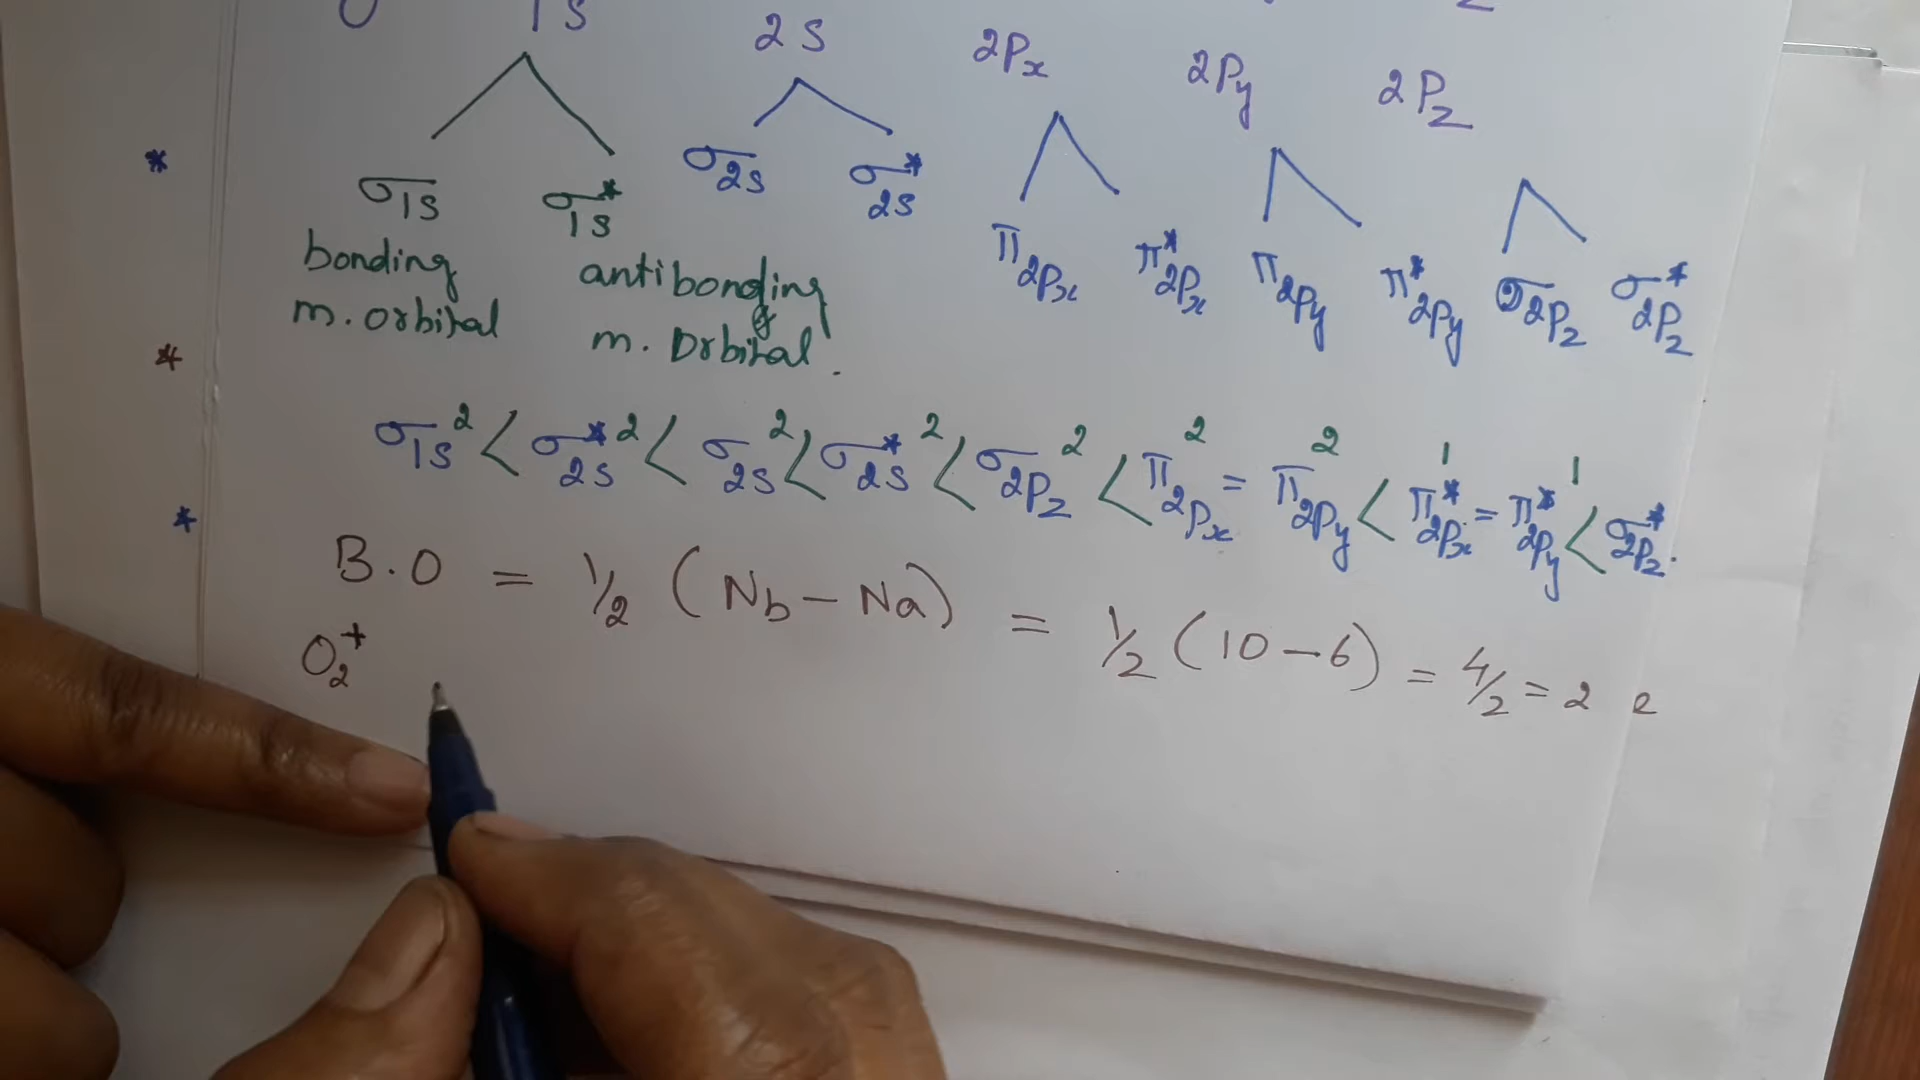 1s 2s 2Px 2Py 2Pz
σ1s σ*1s σ2s σ*2s π2Px π*2Px π2Py π*2Py σ2Pz σ*2Pz
bonding antibonding
m. orbital m. Orbital.
σ1s² < σ*2s² < σ2s² < σ*2s² < σ2Pz² < π2Px² = π2Py² < π*2Px¹ = π*2Py¹ < σ*2Pz.
B.O = 1/2 (Nb - Na) = 1/2 (10 - 6) = 4/2 = 2 e
O₂⁺